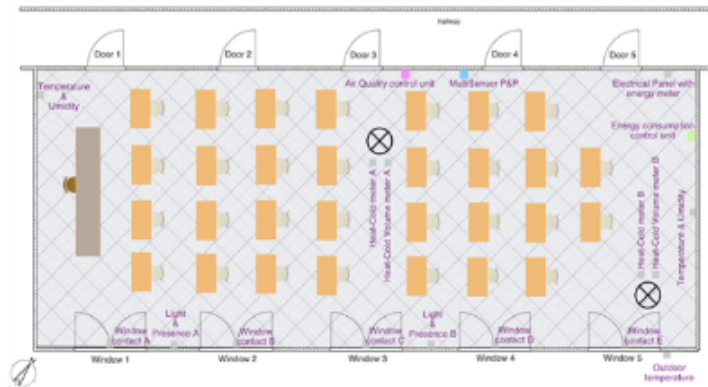 Hallway
Door 1
Door 2
Door 3
Door 4
Door 5
Temperature
&
Umidity
Air Quality control unit
MultiSensor P&P
Electrical Panel with
energy meter
Energy consumption
control unit
Heat-Cold meter A
Heat-Cold Volume meter A
Heat-Cold meter B
Heat-Cold Volume meter B
Temperature & Umidity
Light
&
Presence A
Light
&
Presence B
Window
contact A
Window
contact B
Window
contact C
Window
contact D
Window
contact E
Window 1
Window 2
Window 3
Window 4
Window 5
Outdoor
temperature